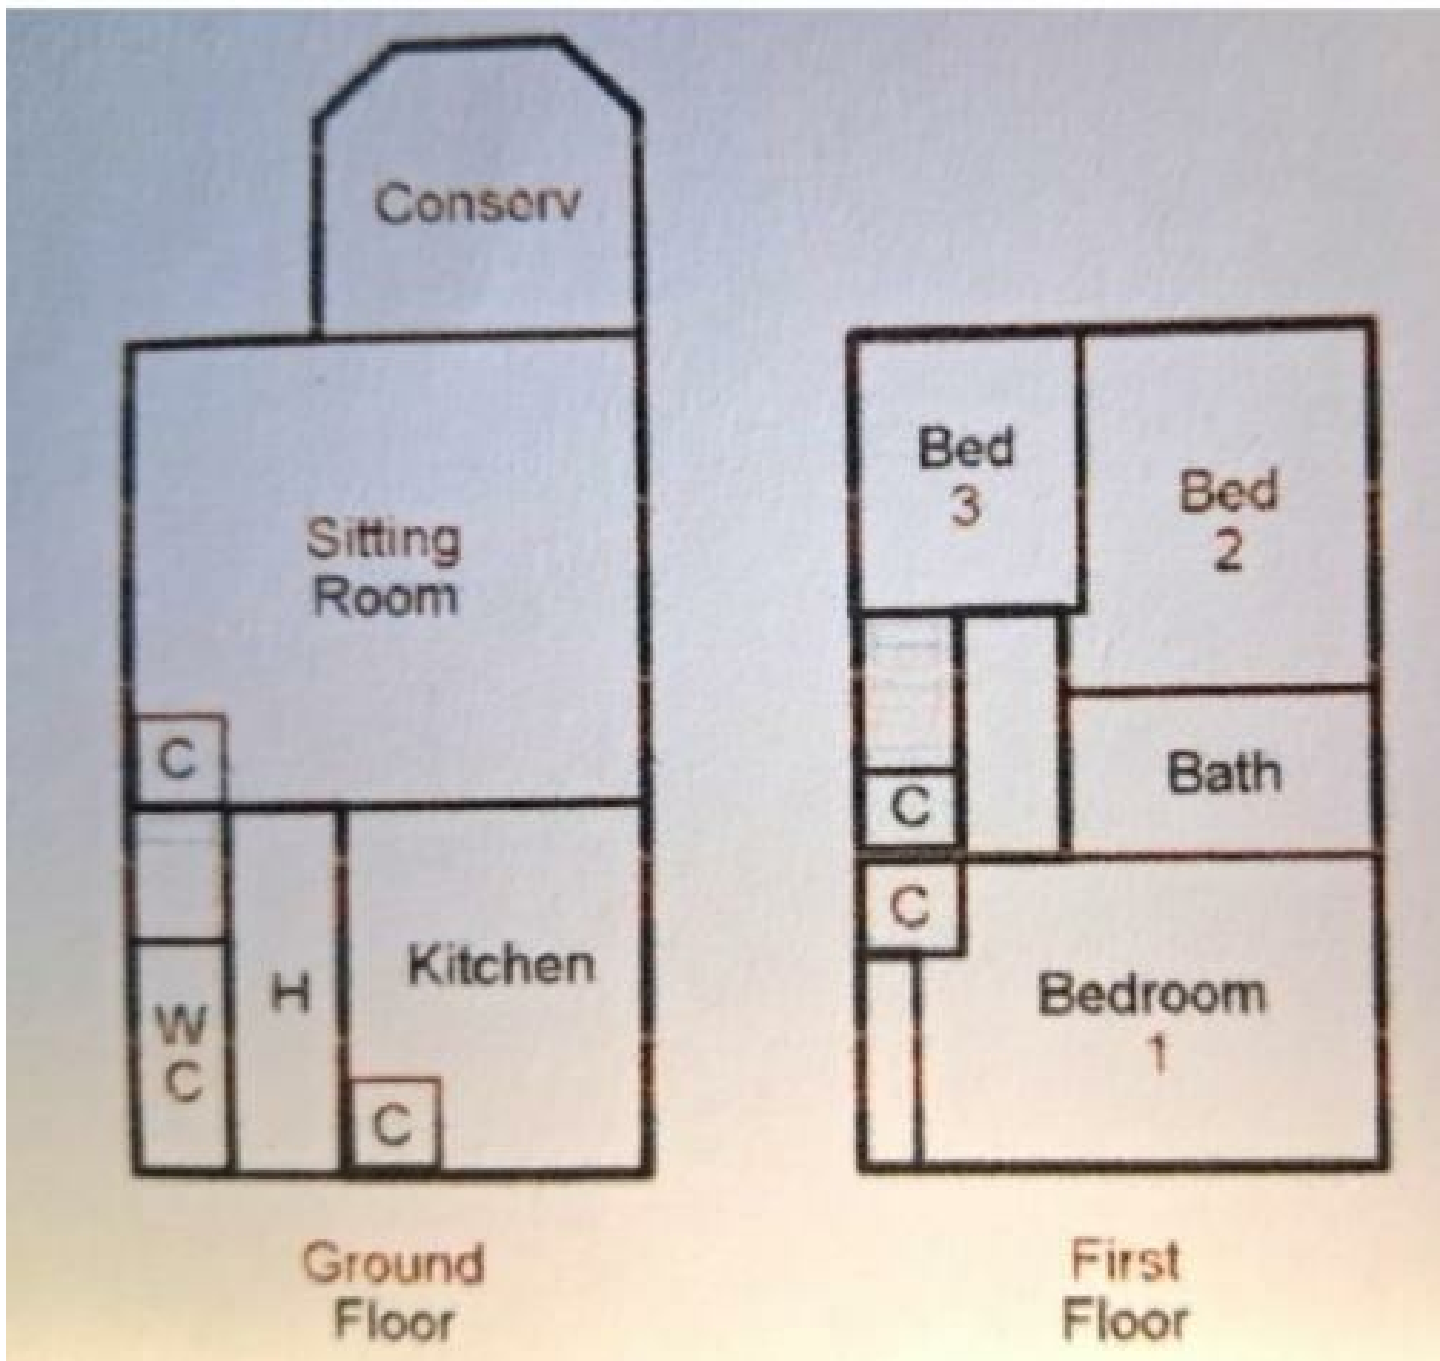 Conserv
Sitting
Room
C
Kitchen
H
W
C
C
Ground
Floor
Bed
3
Bed
2
Bath
C
C
Bedroom
1
First
Floor